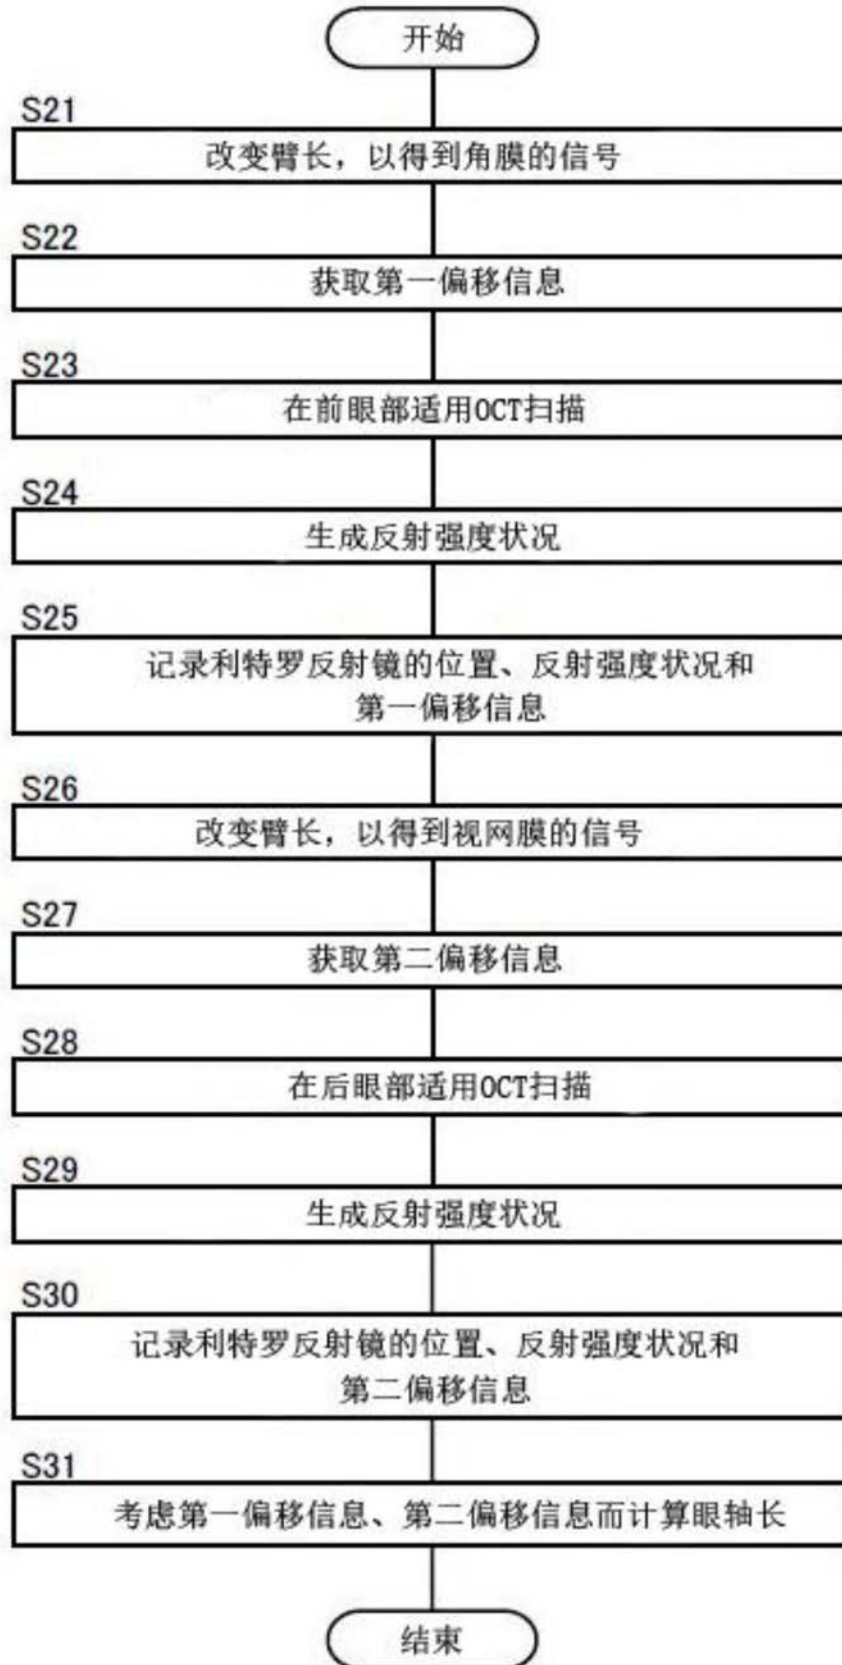 开始
S21
改变臂长，以得到角膜的信号
S22
获取第一偏移信息
S23
在前眼部适用OCT扫描
S24
生成反射强度状况
S25
记录利特罗反射镜的位置、反射强度状况和
第一偏移信息
S26
改变臂长，以得到视网膜的信号
S27
获取第二偏移信息
S28
在后眼部适用OCT扫描
S29
生成反射强度状况
S30
记录利特罗反射镜的位置、反射强度状况和
第二偏移信息
S31
考虑第一偏移信息、第二偏移信息而计算眼轴长
结束